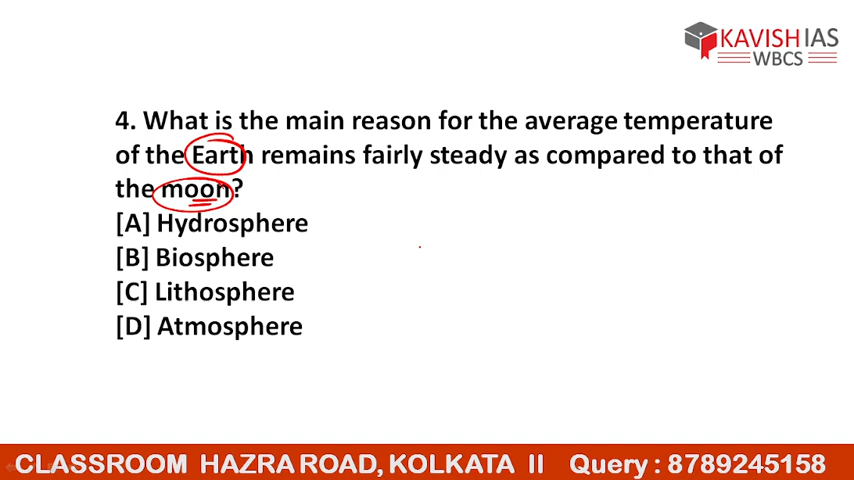 KAVISH IAS
WBCS
4. What is the main reason for the average temperature
of the Earth remains fairly steady as compared to that of
the moon?
[A] Hydrosphere
[B] Biosphere
[C] Lithosphere
[D] Atmosphere
CLASSROOM HAZRA ROAD, KOLKATA II Query : 8789245158